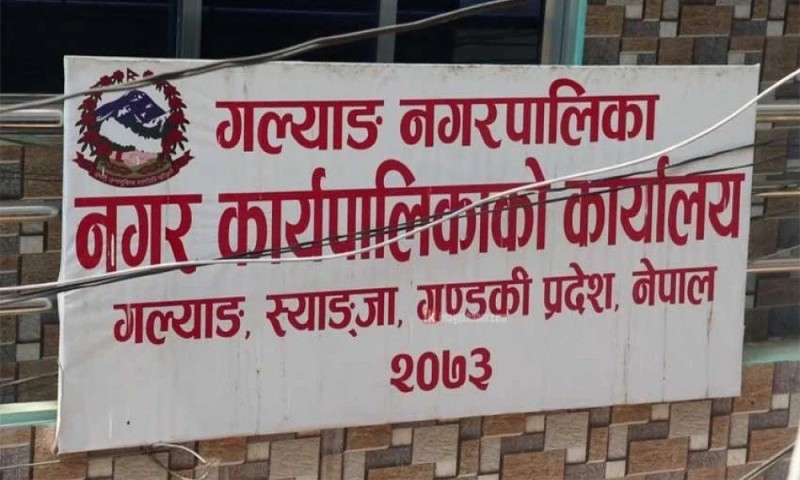 गल्याङ नगरपालिका
नगर कार्यपालिकाको कार्यालय
गल्याङ, स्याङ्जा, गण्डकी प्रदेश, नेपाल
२०७३